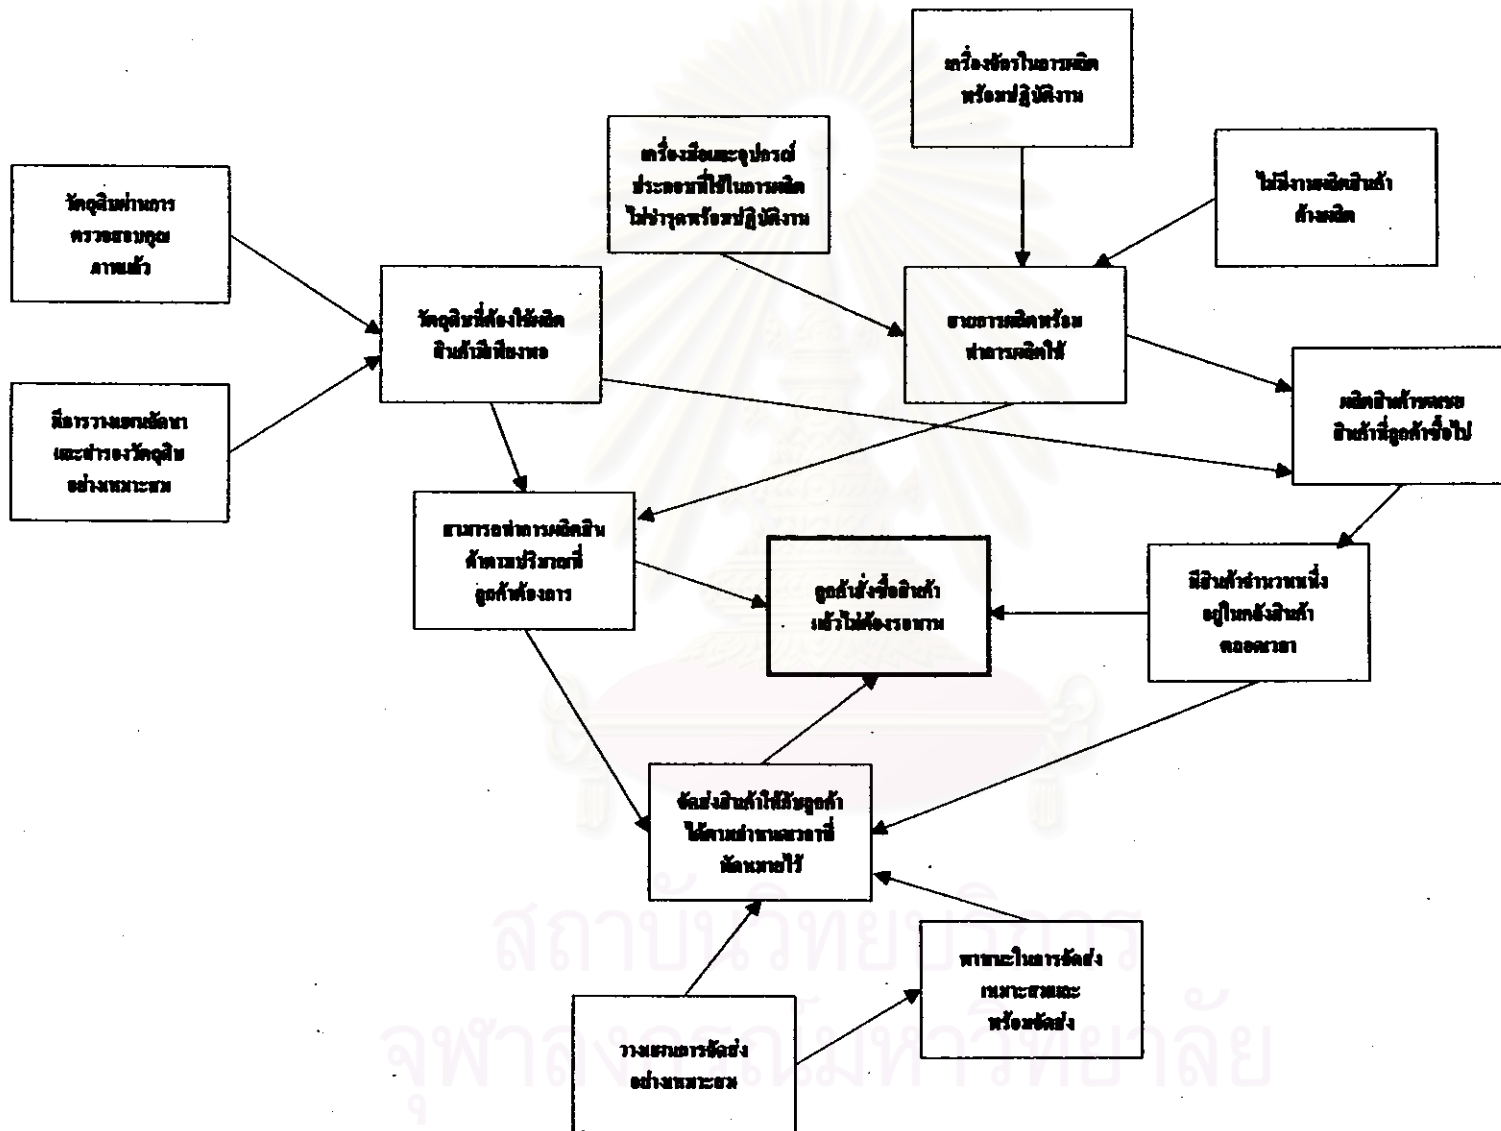 เครื่องจักรในการผลิต
พร้อมปฏิบัติงาน
เครื่องมือและอุปกรณ์
ประกอบที่ใช้ในการผลิต
ไม่ชำรุดพร้อมปฏิบัติงาน
ไม่มีงานผลิตสินค้า
ค้างผลิต
วัตถุดิบผ่านการ
ตรวจสอบคุณ
ภาพแล้ว
วัตถุดิบที่ต้องใช้ผลิต
สินค้ามีเพียงพอ
สายการผลิตพร้อม
ทำการผลิตให้
ผลิตสินค้าชดเชย
สินค้าที่ลูกค้าซื้อไป
มีการวางแผนจัดหา
และสำรองวัตถุดิบ
อย่างเหมาะสม
สามารถทำการผลิตสิน
ค้าตามปริมาณที่
ลูกค้าต้องการ
ลูกค้าสั่งซื้อสินค้า
แล้วไม่ต้องรอนาน
มีสินค้าจำนวนหนึ่ง
อยู่ในคลังสินค้า
ตลอดเวลา
จัดส่งสินค้าให้กับลูกค้า
ได้ตามกำหนดเวลาที่
นัดหมายไว้
พาหนะในการจัดส่ง
เหมาะสมและ
พร้อมจัดส่ง
วางแผนการจัดส่ง
อย่างเหมาะสม
สถาบันวิทยบริการ
จุฬาลงกรณ์มหาวิทยาลัย